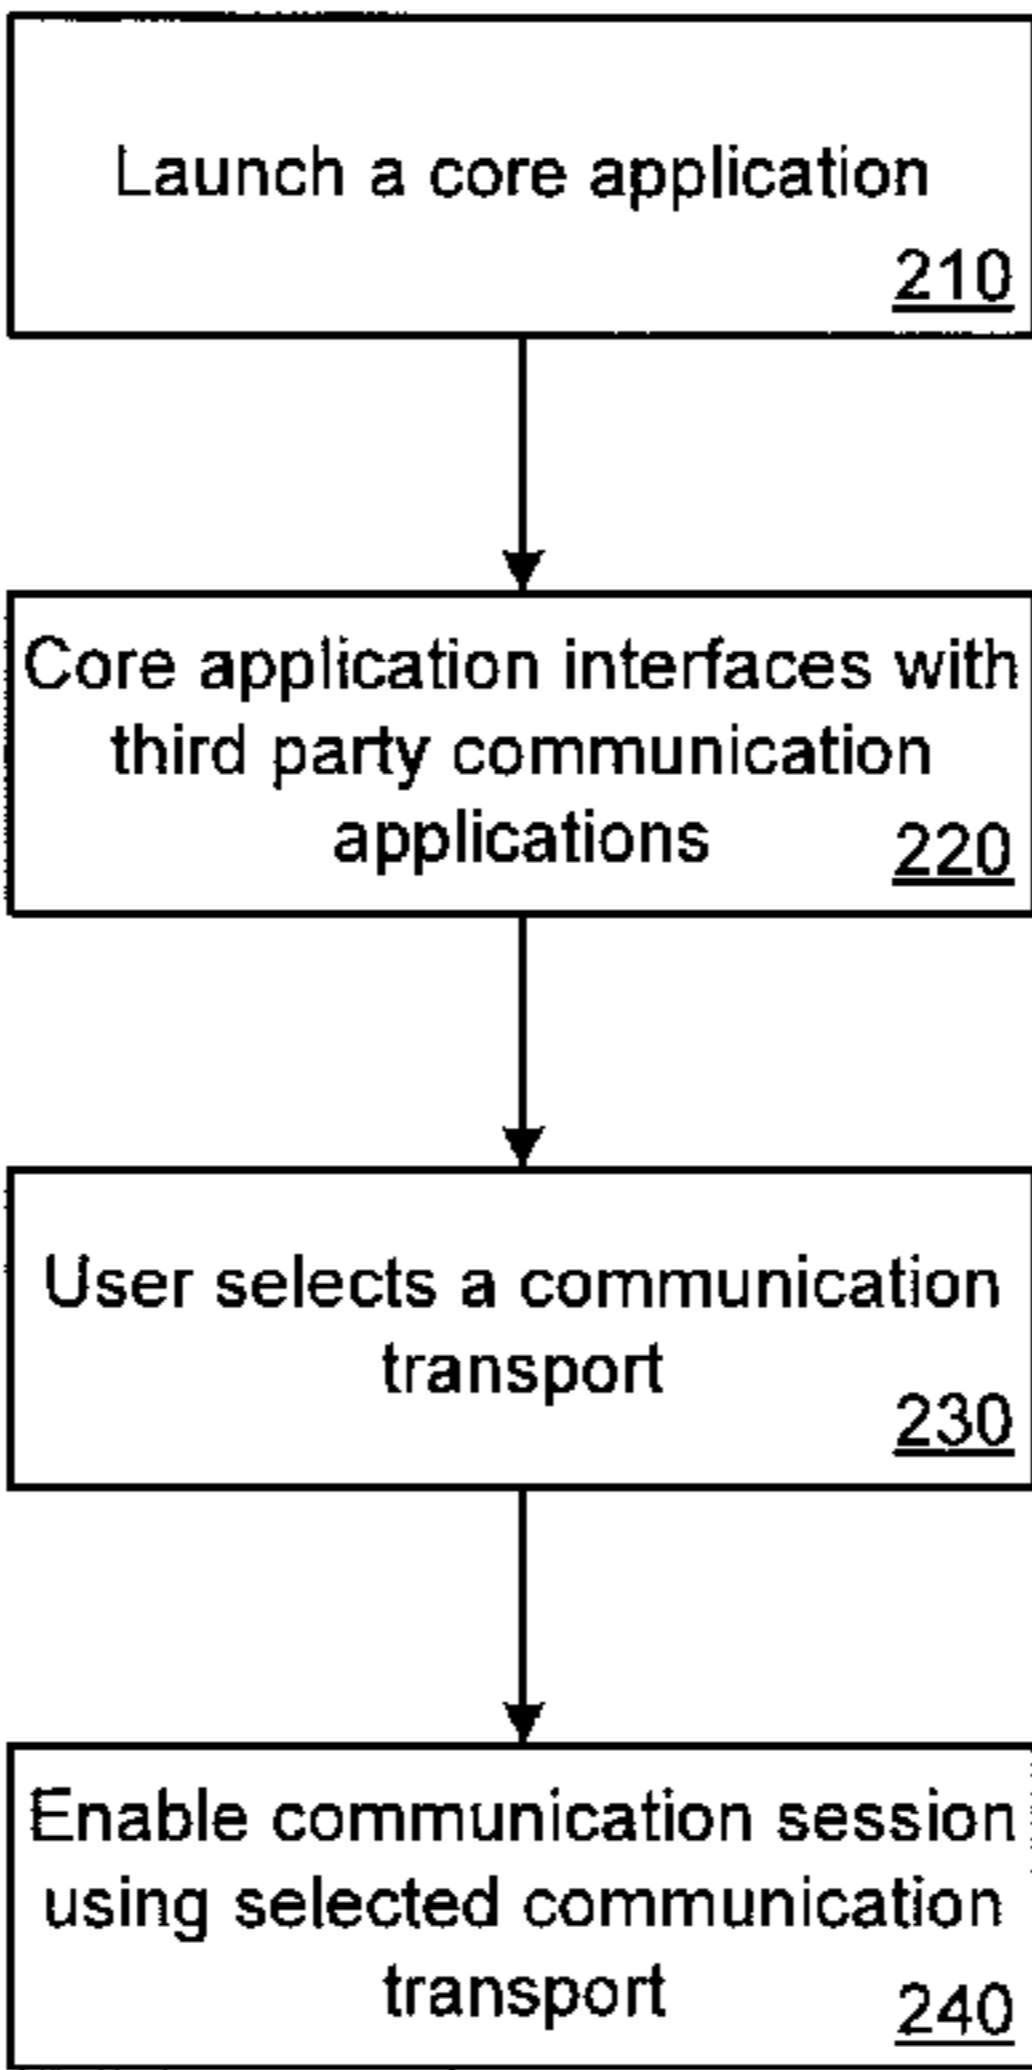 Launch a core application
210
Core application interfaces with
third party communication
applications
220
User selects a communication
transport
230
Enable communication session
using selected communication
transport
240